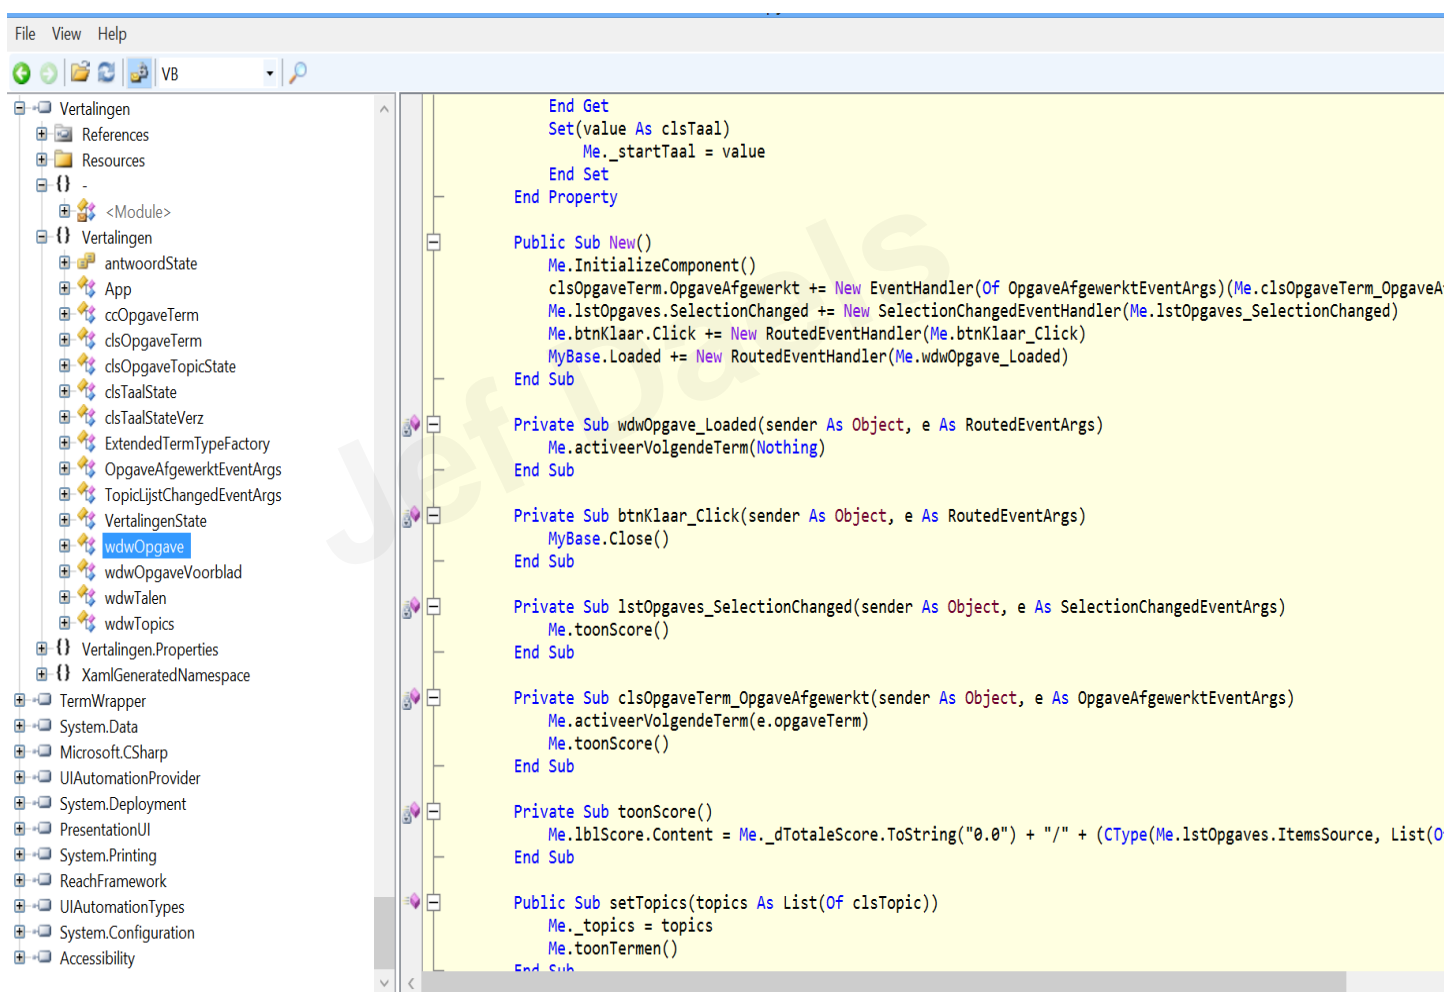 File View Help
VB
Vertalingen
References
Resources
{} -
<Module>
{} Vertalingen
antwoordState
App
ccOpgaveTerm
clsOpgaveTerm
clsOpgaveTopicState
clsTaalState
clsTaalStateVerz
ExtendedTermTypeFactory
OpgaveAfgewerktEventArgs
TopicLijstChangedEventArgs
VertalingenState
wdwOpgave
wdwOpgaveVoorblad
wdwTalen
wdwTopics
{} Vertalingen.Properties
{} XamlGeneratedNamespace
TermWrapper
System.Data
Microsoft.CSharp
UIAutomationProvider
System.Deployment
PresentationUI
System.Printing
ReachFramework
UIAutomationTypes
System.Configuration
Accessibility
End Get
Set(value As clsTaal)
Me._startTaal = value
End Set
End Property
Public Sub New()
Me.InitializeComponent()
clsOpgaveTerm.OpgaveAfgewerkt += New EventHandler(Of OpgaveAfgewerktEventArgs)(Me.clsOpgaveTerm_OpgaveA
Me.lstOpgaves.SelectionChanged += New SelectionChangedEventHandler(Me.lstOpgaves_SelectionChanged)
Me.btnKlaar.Click += New RoutedEventHandler(Me.btnKlaar_Click)
MyBase.Loaded += New RoutedEventHandler(Me.wdwOpgave_Loaded)
End Sub
Private Sub wdwOpgave_Loaded(sender As Object, e As RoutedEventArgs)
Me.activeerVolgendeTerm(Nothing)
End Sub
Private Sub btnKlaar_Click(sender As Object, e As RoutedEventArgs)
MyBase.Close()
End Sub
Private Sub lstOpgaves_SelectionChanged(sender As Object, e As SelectionChangedEventArgs)
Me.toonScore()
End Sub
Private Sub clsOpgaveTerm_OpgaveAfgewerkt(sender As Object, e As OpgaveAfgewerktEventArgs)
Me.activeerVolgendeTerm(e.opgaveTerm)
Me.toonScore()
End Sub
Private Sub toonScore()
Me.lblScore.Content = Me._dTotaleScore.ToString("0.0") + "/" + (CType(Me.lstOpgaves.ItemsSource, List(O
End Sub
Public Sub setTopics(topics As List(Of clsTopic))
Me._topics = topics
Me.toonTermen()
End Sub
Jef Daels